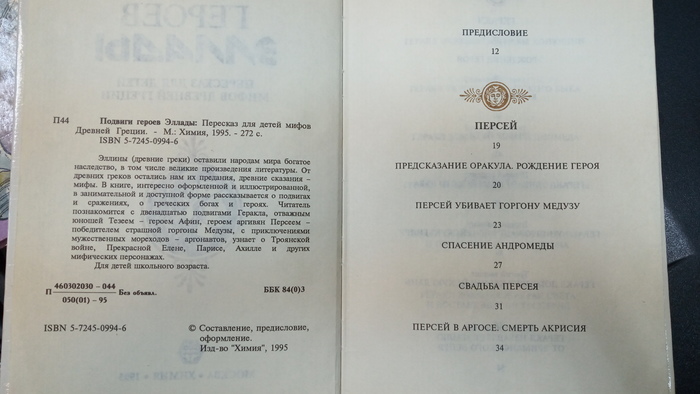 П44
Подвиги героев Эллады: Пересказ для детей мифов
Древней Греции. - М.: Химия, 1995. - 272 с.
ISBN 5-7245-0994-6
Эллины (древние греки) оставили народам мира богатое
наследство, в том числе великие произведения литературы. От
древних греков остались нам их предания, древние сказания –
мифы. В книге, интересно оформленной и иллюстрированной,
в занимательной и доступной форме рассказывается о подвигах
и сражениях, о греческих богах и героях. Читатель
познакомится с двенадцатью подвигами Геракла, отважным
юношей Тезеем – героем Афин, героем аргивян Персеем –
победителем страшной горгоны Медузы, с приключениями
мужественных мореходов – аргонавтов, узнает о Троянской
войне, Прекрасной Елене, Парисе, Ахилле и других
мифических персонажах.
Для детей школьного возраста.
П 460302030 – 044
050(01) – 95
Без объявл.
ББК 84(0)3
ISBN 5-7245-0994-6
© Составление, предисловие,
оформление.
Изд-во "Химия", 1995
ПРЕДИСЛОВИЕ
12
ПЕРСЕЙ
19
ПРЕДСКАЗАНИЕ ОРАКУЛА. РОЖДЕНИЕ ГЕРОЯ
20
ПЕРСЕЙ УБИВАЕТ ГОРГОНУ МЕДУЗУ
23
СПАСЕНИЕ АНДРОМЕДЫ
27
СВАДЬБА ПЕРСЕЯ
31
ПЕРСЕЙ В АРГОСЕ. СМЕРТЬ АКРИСИЯ
34